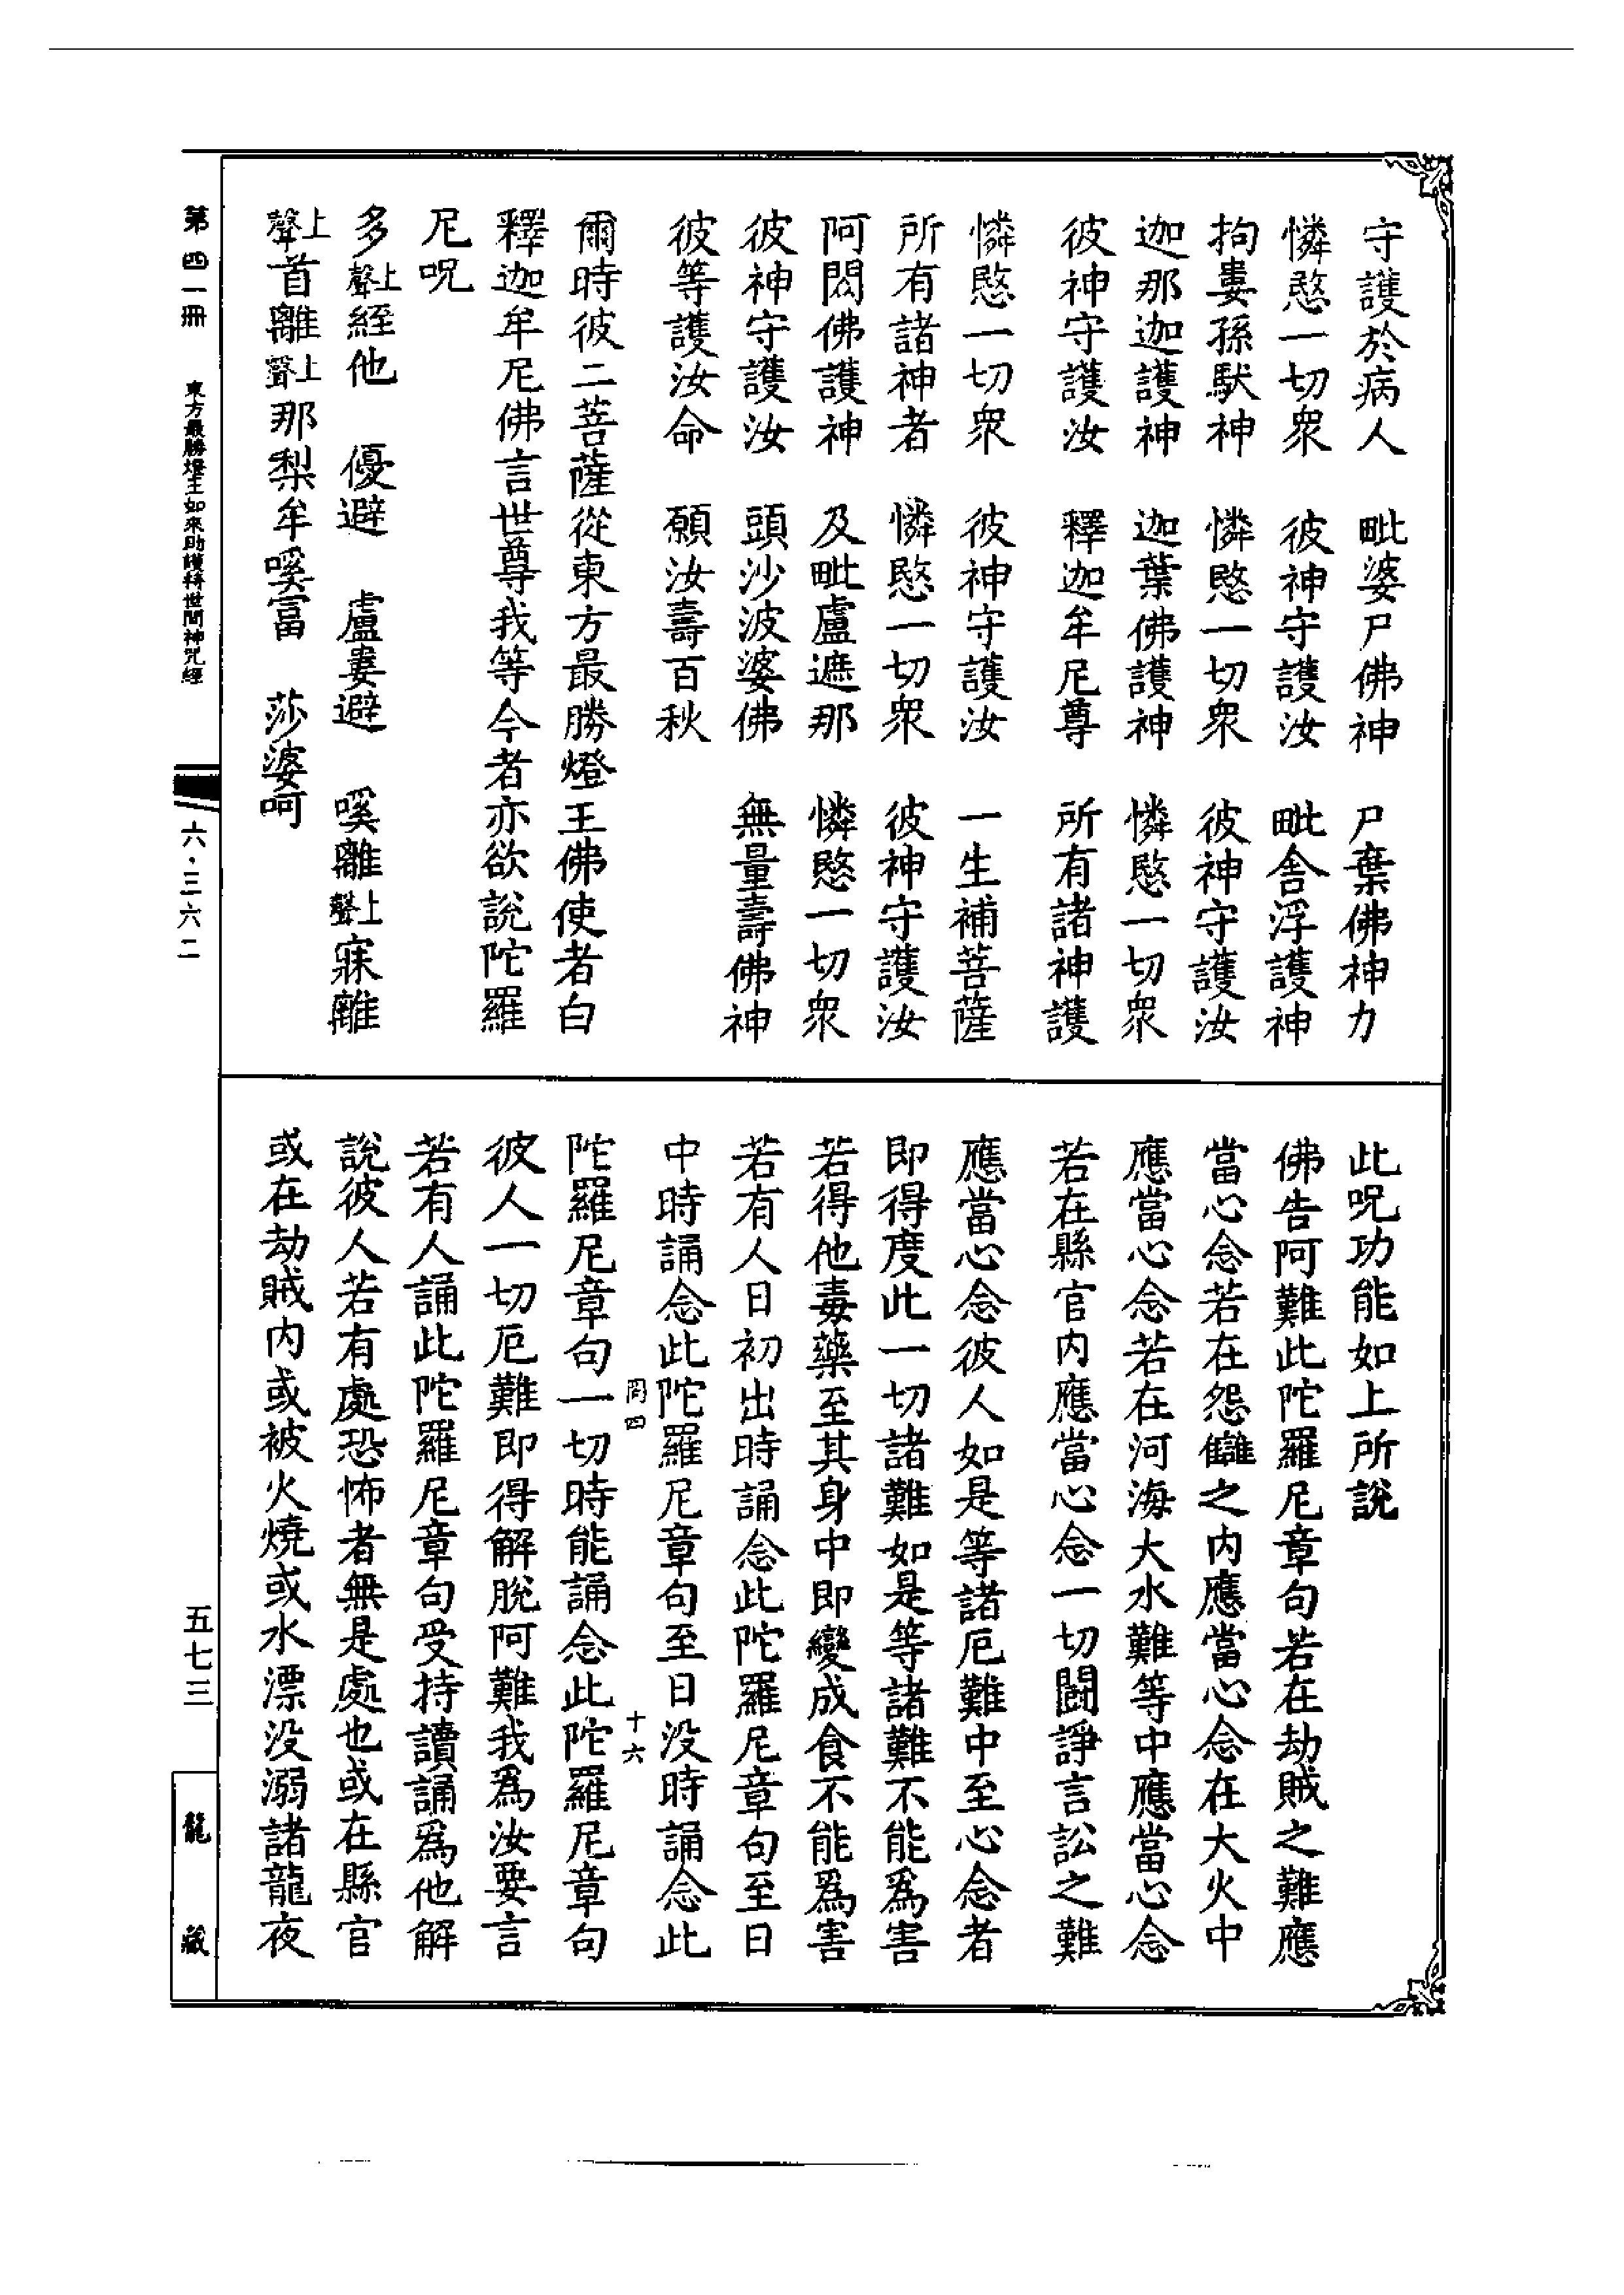 守護於病人　毗婆尸佛神　尸棄佛神力
憐愍一切衆　彼神守護汝　毗舍浮護神
拘婁孫馱神　憐愍一切衆　彼神守護汝
迦那迦護神　迦葉佛護神　憐愍一切衆
彼神守護汝　釋迦牟尼尊　所有諸神護
憐愍一切衆　彼神守護汝　一生補菩薩
所有諸神者　憐愍一切衆　彼神守護汝
阿閦佛護神　及毗盧遮那　憐愍一切衆
彼神守護汝　頭沙波婆佛　無量壽佛神
彼等護汝命　願汝壽百秋
爾時彼二菩薩從東方最勝燈王佛使者白
釋迦牟尼佛言世尊我等今者亦欲說陀羅
尼呪
多上聲絰他　優避　盧婁避　嘆離上聲寐離
上聲首離上聲那梨牟嘆富　莎婆呵
此呪功能如上所說
佛告阿難此陀羅尼章句若在劫賊之難應
當心念若在怨讎之內應當心念在大火中
應當心念若在河海大水難等中應當心念
若在縣官內應當心念一切鬬諍言訟之難
應當心念彼人如是等諸厄難中至心念者
即得度此一切諸難如是等諸難不能爲害
若得他毒藥至其身中即變成食不能爲害
若有人日初出時誦念此陀羅尼章句至日
中時誦念此陀羅尼章句至日没時誦念此
罔四　十六
陀羅尼章句一切時能誦念此陀羅尼章句
彼人一切厄難即得解脫阿難我爲汝要言
若有人誦此陀羅尼章句受持讀誦爲他解
說彼人若有處恐怖者無是處也或在縣官
或在劫賊內或被火燒或水漂没溺諸龍夜
第四一冊　東方最勝燈王如來助護持世間神咒經
六·三六二
五七三
龍藏